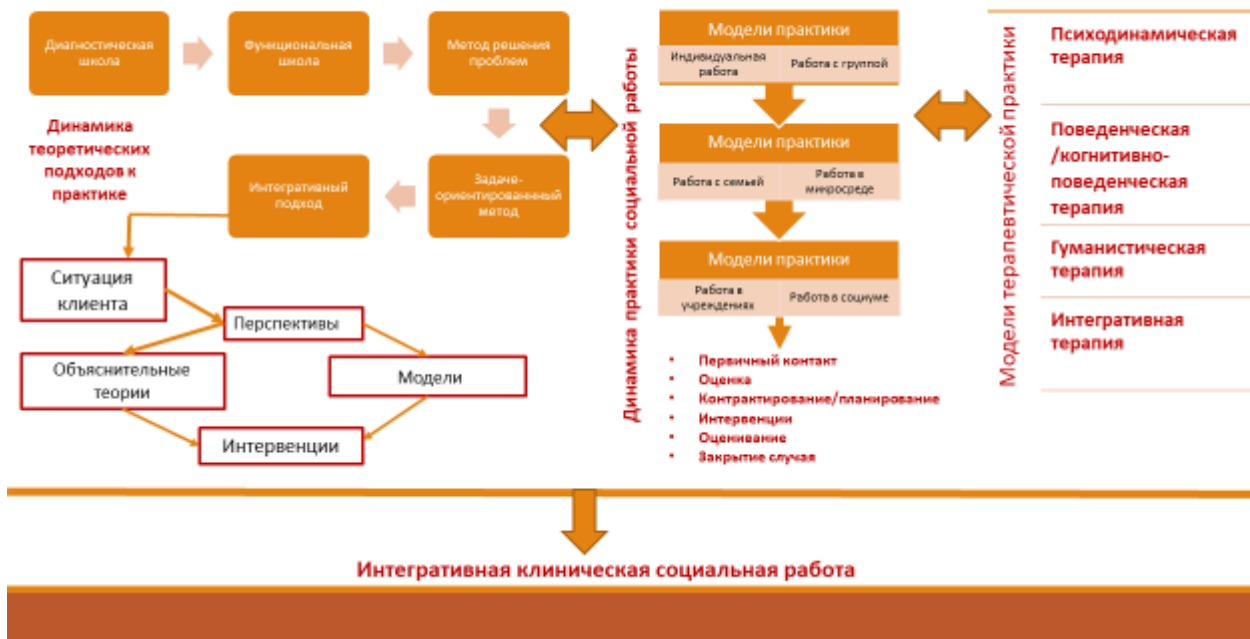 Диагностическая
школа
Функциональная
школа
Метод решения
проблем
Динамика
теоретических
подходов к
практике
Интегративный
подход
Задаче-
ориентированнный
метод
Ситуация
клиента
Перспективы
Объяснительные
теории
Модели
Интервенции
Динамика практики социальной работы
Модели практики
Индивидуальная
работа
Работа с группой
Модели практики
Работа с семьей
Работа в
микросреде
Модели практики
Работа в
учреждениях
Работа в социуме
• Первичный контакт
• Оценка
• Контрактирование/планирование
• Интервенции
• Оценивание
• Закрытие случая
Модели терапевтической практики
Психодинамическая
терапия
Поведенческая
/когнитивно-
поведенческая
терапия
Гуманистическая
терапия
Интегративная
терапия
Интегративная клиническая социальная работа